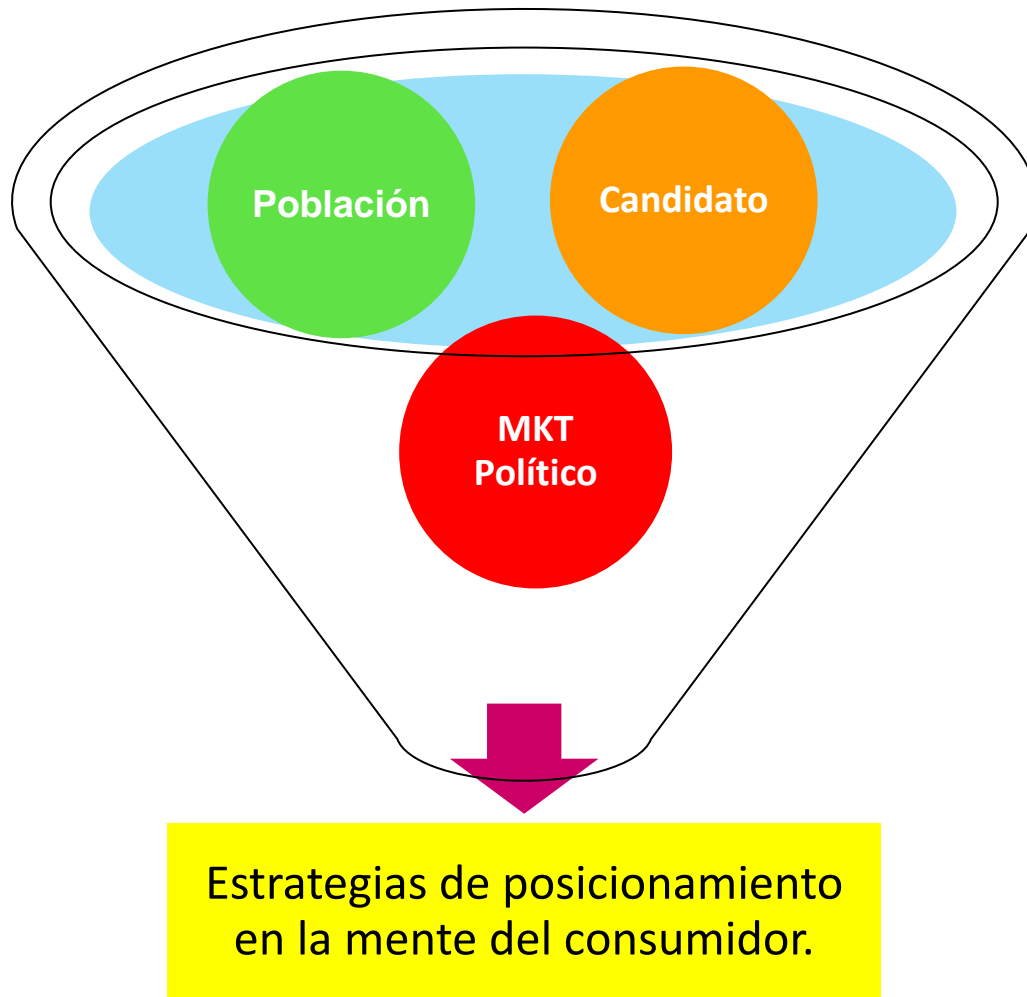 Población
Candidato
MKT
Político
Estrategias de posicionamiento
en la mente del consumidor.